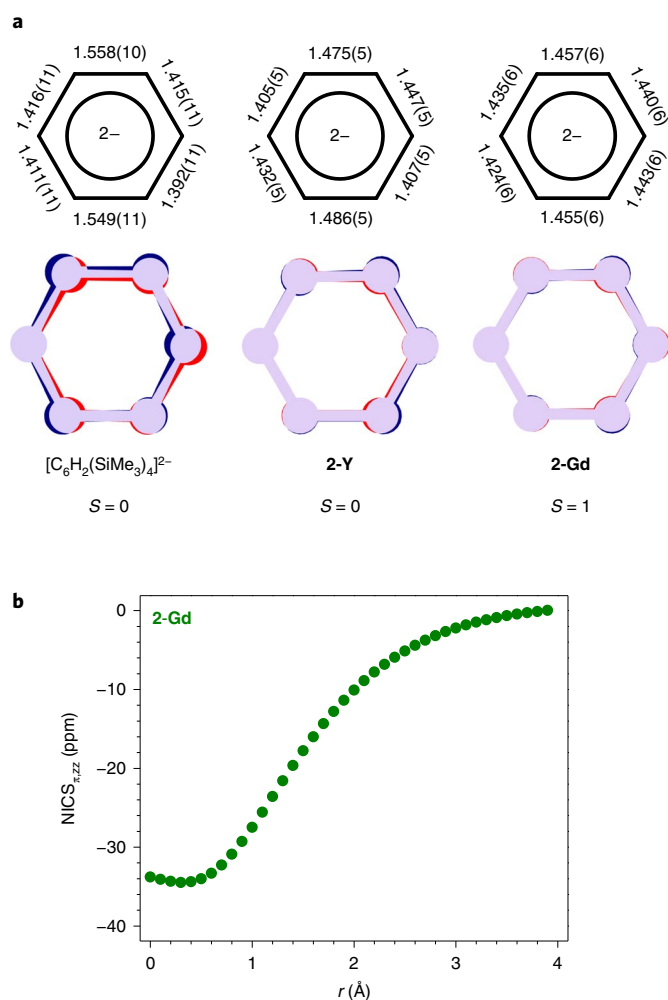 a
1.558(10) 1.475(5) 1.457(6)
1.416(11) 1.415(11) 1.405(5) 1.447(5) 1.435(6) 1.440(6)
2– 2– 2–
1.411(11) 1.392(11) 1.432(5) 1.407(5) 1.424(6) 1.443(6)
1.549(11) 1.486(5) 1.455(6)
[C₆H₂(SiMe₃)₄]²⁻ 2-Y 2-Gd
S = 0 S = 0 S = 1
b
2-Gd
0
–10
–20
–30
–40
NICSπ,zz (ppm)
0 1 2 3 4
r (Å)